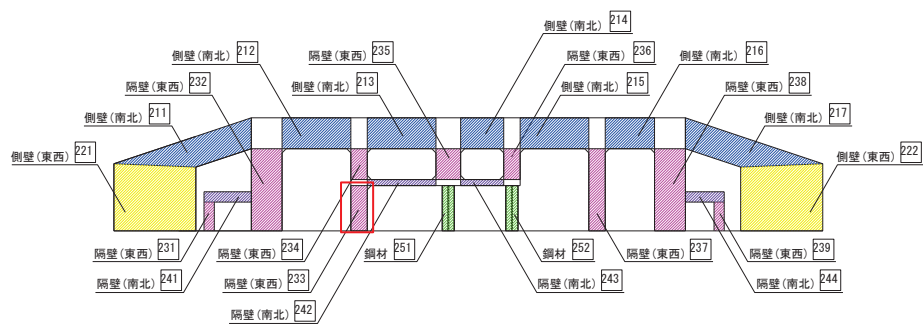 側壁(南北) 214
側壁(南北) 212
隔壁(東西) 235
隔壁(東西) 236
側壁(南北) 216
隔壁(東西) 232
側壁(南北) 213
側壁(南北) 215
隔壁(東西) 238
側壁(南北) 211
側壁(南北) 217
側壁(東西) 221
側壁(東西) 222
隔壁(東西) 231
隔壁(東西) 234
鋼材 251
鋼材 252
隔壁(東西) 237
隔壁(東西) 239
隔壁(南北) 241
隔壁(東西) 233
隔壁(南北) 243
隔壁(南北) 244
隔壁(南北) 242